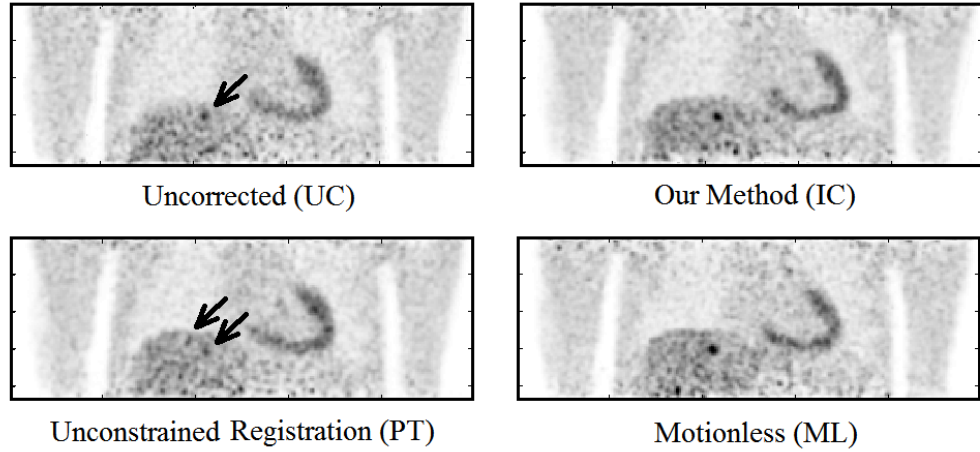 Uncorrected (UC)
Our Method (IC)
Unconstrained Registration (PT)
Motionless (ML)